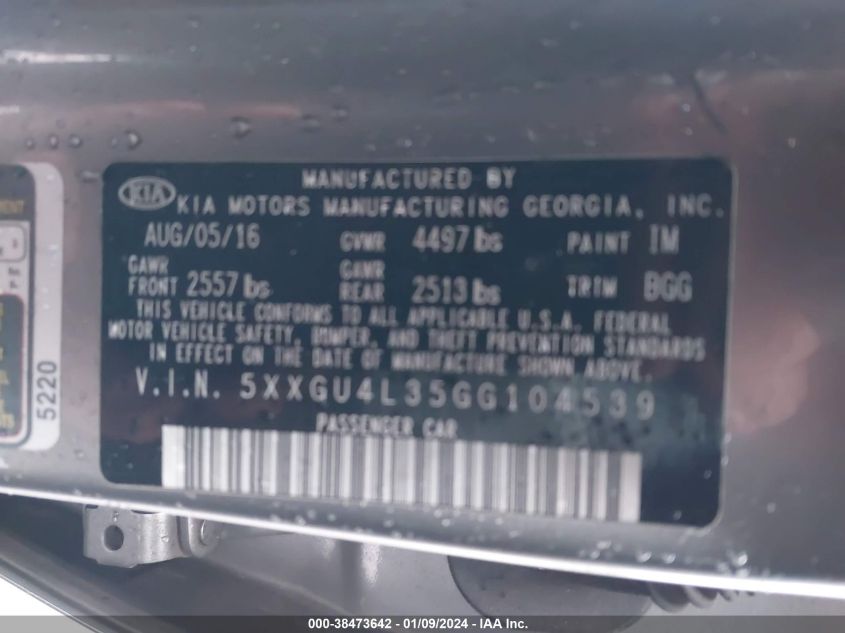 MANUFACTURED BY
KIA KIA MOTORS MANUFACTURING GEORGIA, INC.
AUG/05/16 GVWR 4497 lbs PAINT IM
GAWR GAWR
FRONT 2557 lbs REAR 2513 lbs TRIM BGG
THIS VEHICLE CONFORMS TO ALL APPLICABLE U.S.A. FEDERAL
MOTOR VEHICLE SAFETY, BUMPER, AND THEFT PREVENTION STANDARDS
IN EFFECT ON THE DATE OF MANUFACTURE SHOWN ABOVE.
V.I.N. 5XXGU4L35GG104539
PASSENGER CAR
5220
000-38473642 - 01/09/2024 - IAA Inc.